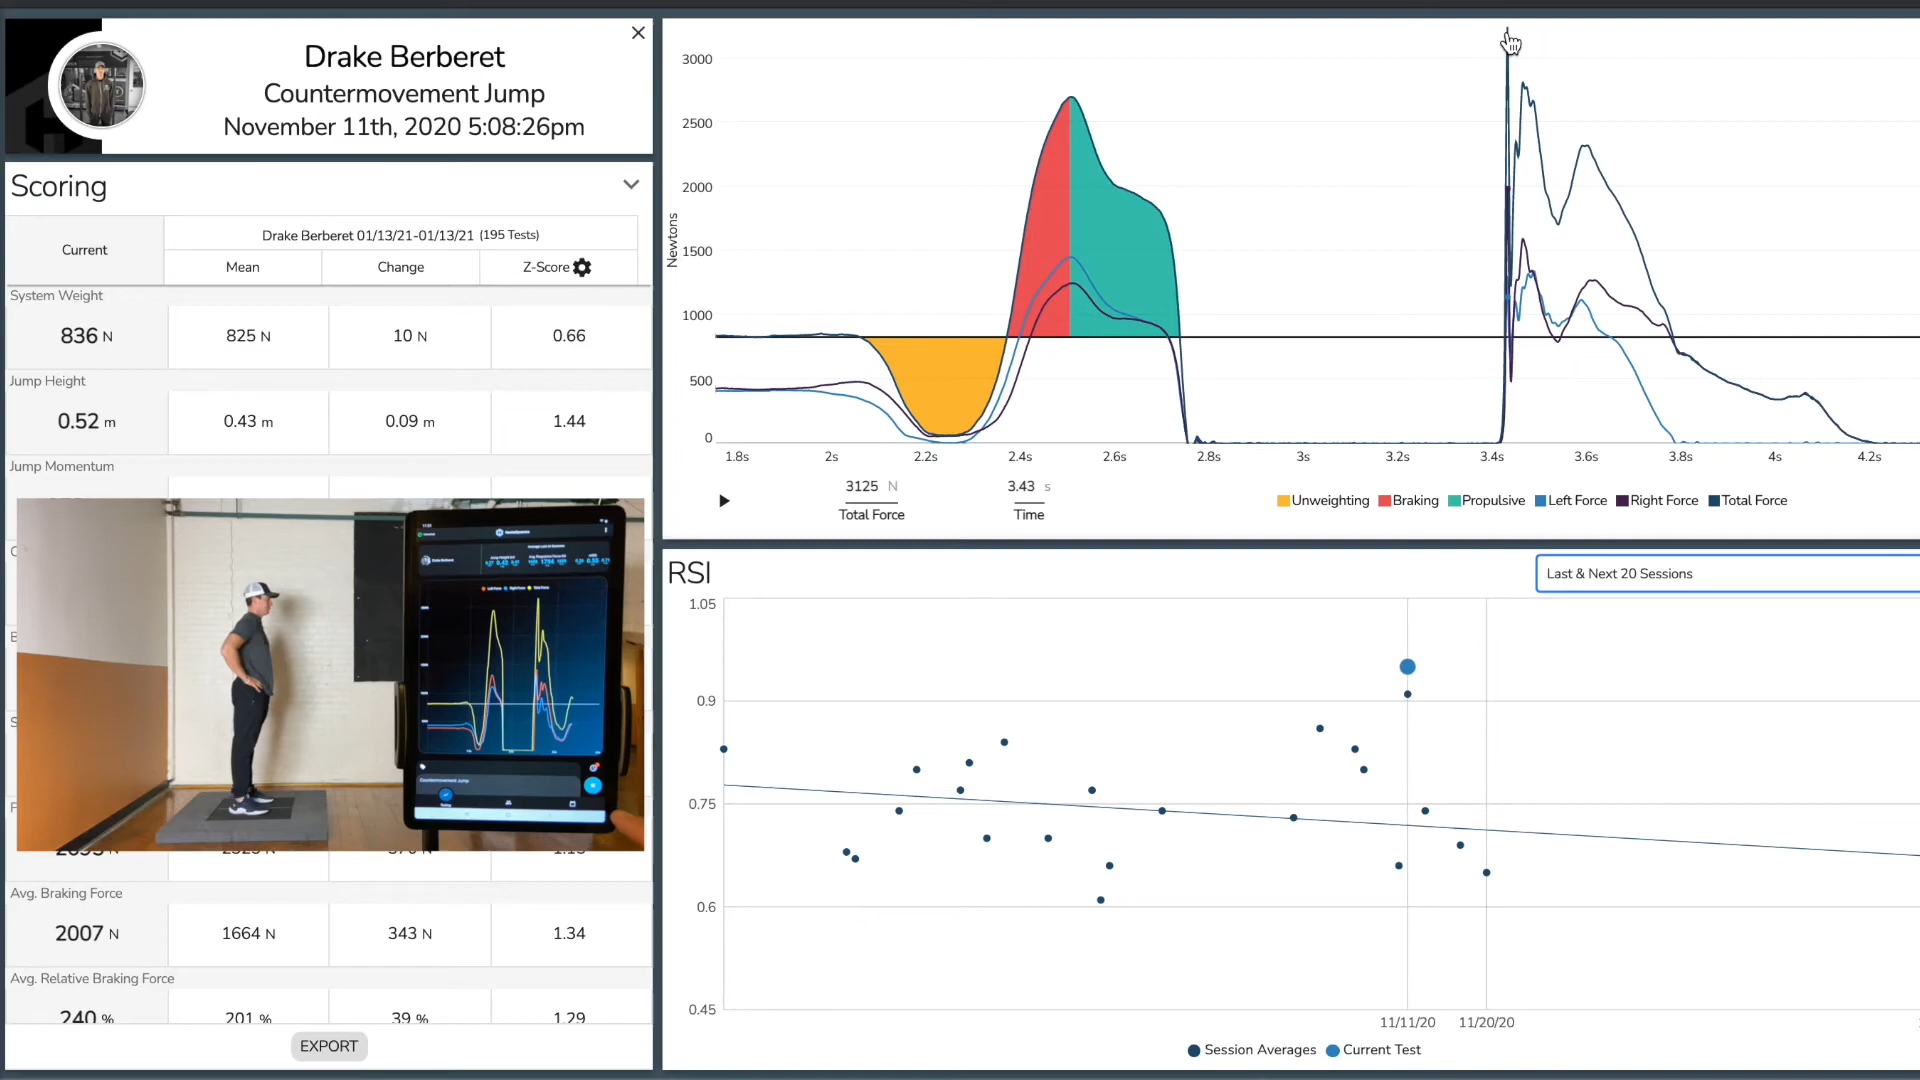 Drake Berberet
Countermovement Jump
November 11th, 2020 5:08:26pm
Scoring
Current
Drake Berberet 01/13/21-01/13/21 (195 Tests)
Mean Change Z-Score
System Weight
836 N 825 N 10 N 0.66
Jump Height
0.52 m 0.43 m 0.09 m 1.44
Jump Momentum
Avg. Braking Force
2007 N 1664 N 343 N 1.34
Avg. Relative Braking Force
240 % 201 % 39 % 1.29
EXPORT
Newtons
3000
2500
2000
1500
1000
500
0
1.8s 2s 2.2s 2.4s 2.6s 2.8s 3s 3.2s 3.4s 3.6s 3.8s 4s 4.2s
3125 N 3.43 s
Total Force Time
Unweighting Braking Propulsive Left Force Right Force Total Force
RSI
Last & Next 20 Sessions
1.05
0.9
0.75
0.6
0.45
11/11/20 11/20/20
Session Averages Current Test
Drake Berberet
Countermovement Jump